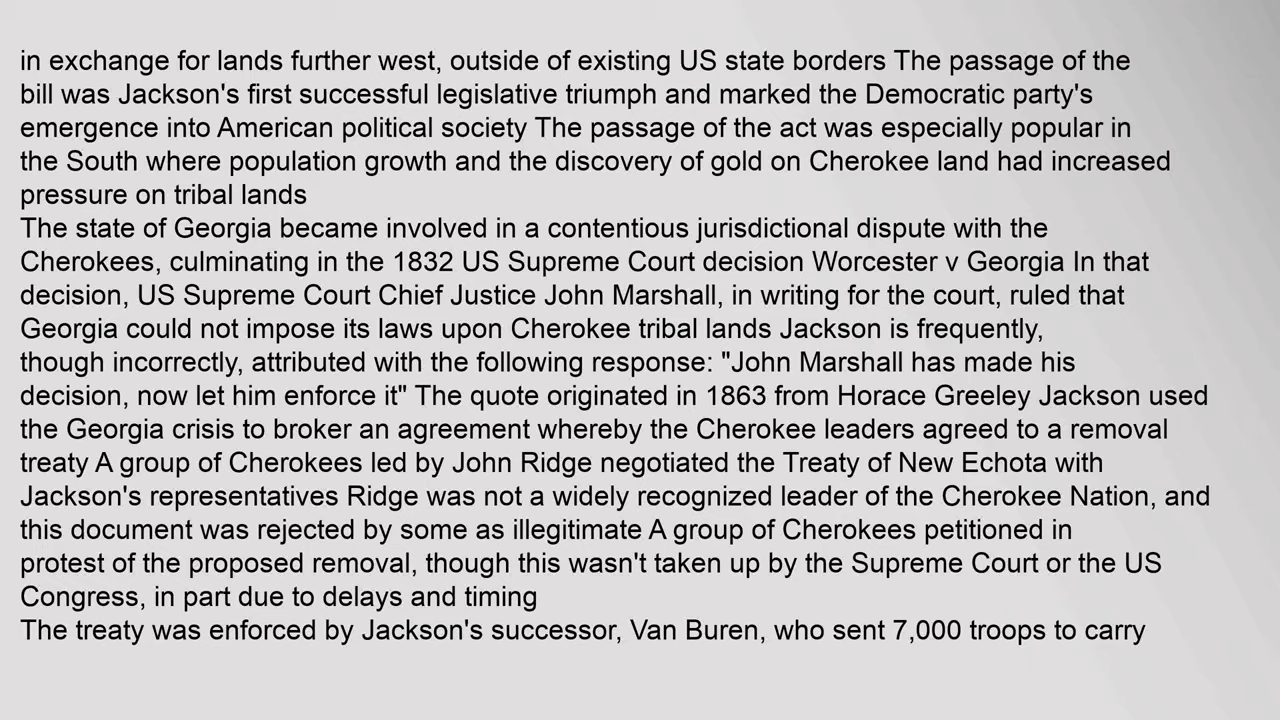 in exchange for lands further west, outside of existing US state borders The passage of the
bill was Jackson's first successful legislative triumph and marked the Democratic party's
emergence into American political society The passage of the act was especially popular in
the South where population growth and the discovery of gold on Cherokee land had increased
pressure on tribal lands
The state of Georgia became involved in a contentious jurisdictional dispute with the
Cherokees, culminating in the 1832 US Supreme Court decision Worcester v Georgia In that
decision, US Supreme Court Chief Justice John Marshall, in writing for the court, ruled that
Georgia could not impose its laws upon Cherokee tribal lands Jackson is frequently,
though incorrectly, attributed with the following response: "John Marshall has made his
decision, now let him enforce it" The quote originated in 1863 from Horace Greeley Jackson used
the Georgia crisis to broker an agreement whereby the Cherokee leaders agreed to a removal
treaty A group of Cherokees led by John Ridge negotiated the Treaty of New Echota with
Jackson's representatives Ridge was not a widely recognized leader of the Cherokee Nation, and
this document was rejected by some as illegitimate A group of Cherokees petitioned in
protest of the proposed removal, though this wasn't taken up by the Supreme Court or the US
Congress, in part due to delays and timing
The treaty was enforced by Jackson's successor, Van Buren, who sent 7,000 troops to carry